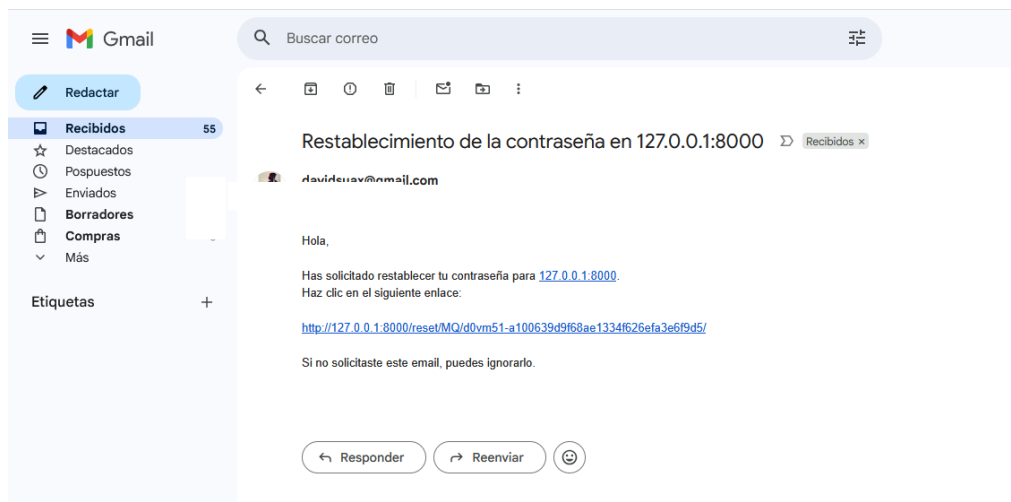 Gmail
Buscar correo
Redactar
Recibidos 55
Destacados
Pospuestos
Enviados
Borradores
Compras
Más
Etiquetas
Restablecimiento de la contraseña en 127.0.0.1:8000 Recibidos ×
davidsuax@gmail.com
Hola,
Has solicitado restablecer tu contraseña para 127.0.0.1:8000.
Haz clic en el siguiente enlace:
http://127.0.0.1:8000/reset/MQ/d0vm51-a100639d9f68ae1334f626efa3e6f9d5/
Si no solicitaste este email, puedes ignorarlo.
Responder Reenviar